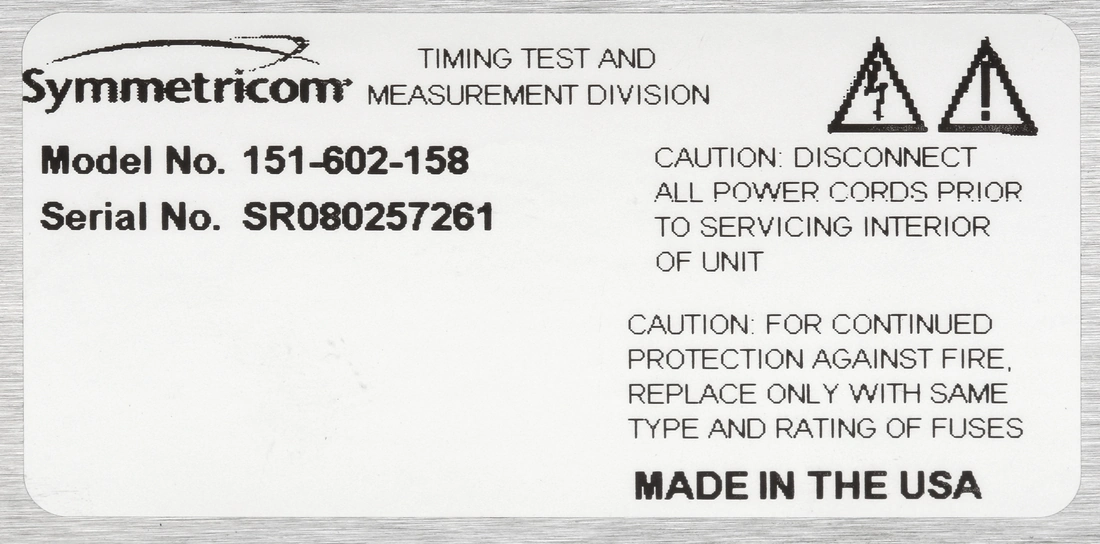 Symmetricom
TIMING TEST AND
MEASUREMENT DIVISION
Model No. 151-602-158
Serial No. SR080257261
CAUTION: DISCONNECT
ALL POWER CORDS PRIOR
TO SERVICING INTERIOR
OF UNIT
CAUTION: FOR CONTINUED
PROTECTION AGAINST FIRE,
REPLACE ONLY WITH SAME
TYPE AND RATING OF FUSES
MADE IN THE USA